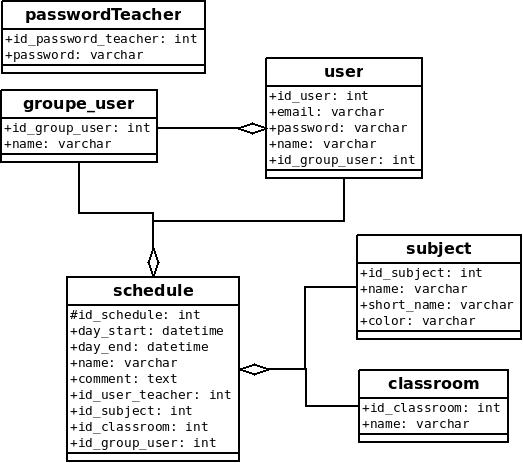 passwordTeacher
+id_password_teacher: int
+password: varchar
groupe_user
+id_group_user: int
+name: varchar
user
+id_user: int
+email: varchar
+password: varchar
+name: varchar
+id_group_user: int
schedule
#id_schedule: int
+day_start: datetime
+day_end: datetime
+name: varchar
+comment: text
+id_user_teacher: int
+id_subject: int
+id_classroom: int
+id_group_user: int
subject
+id_subject: int
+name: varchar
+short_name: varchar
+color: varchar
classroom
+id_classroom: int
+name: varchar